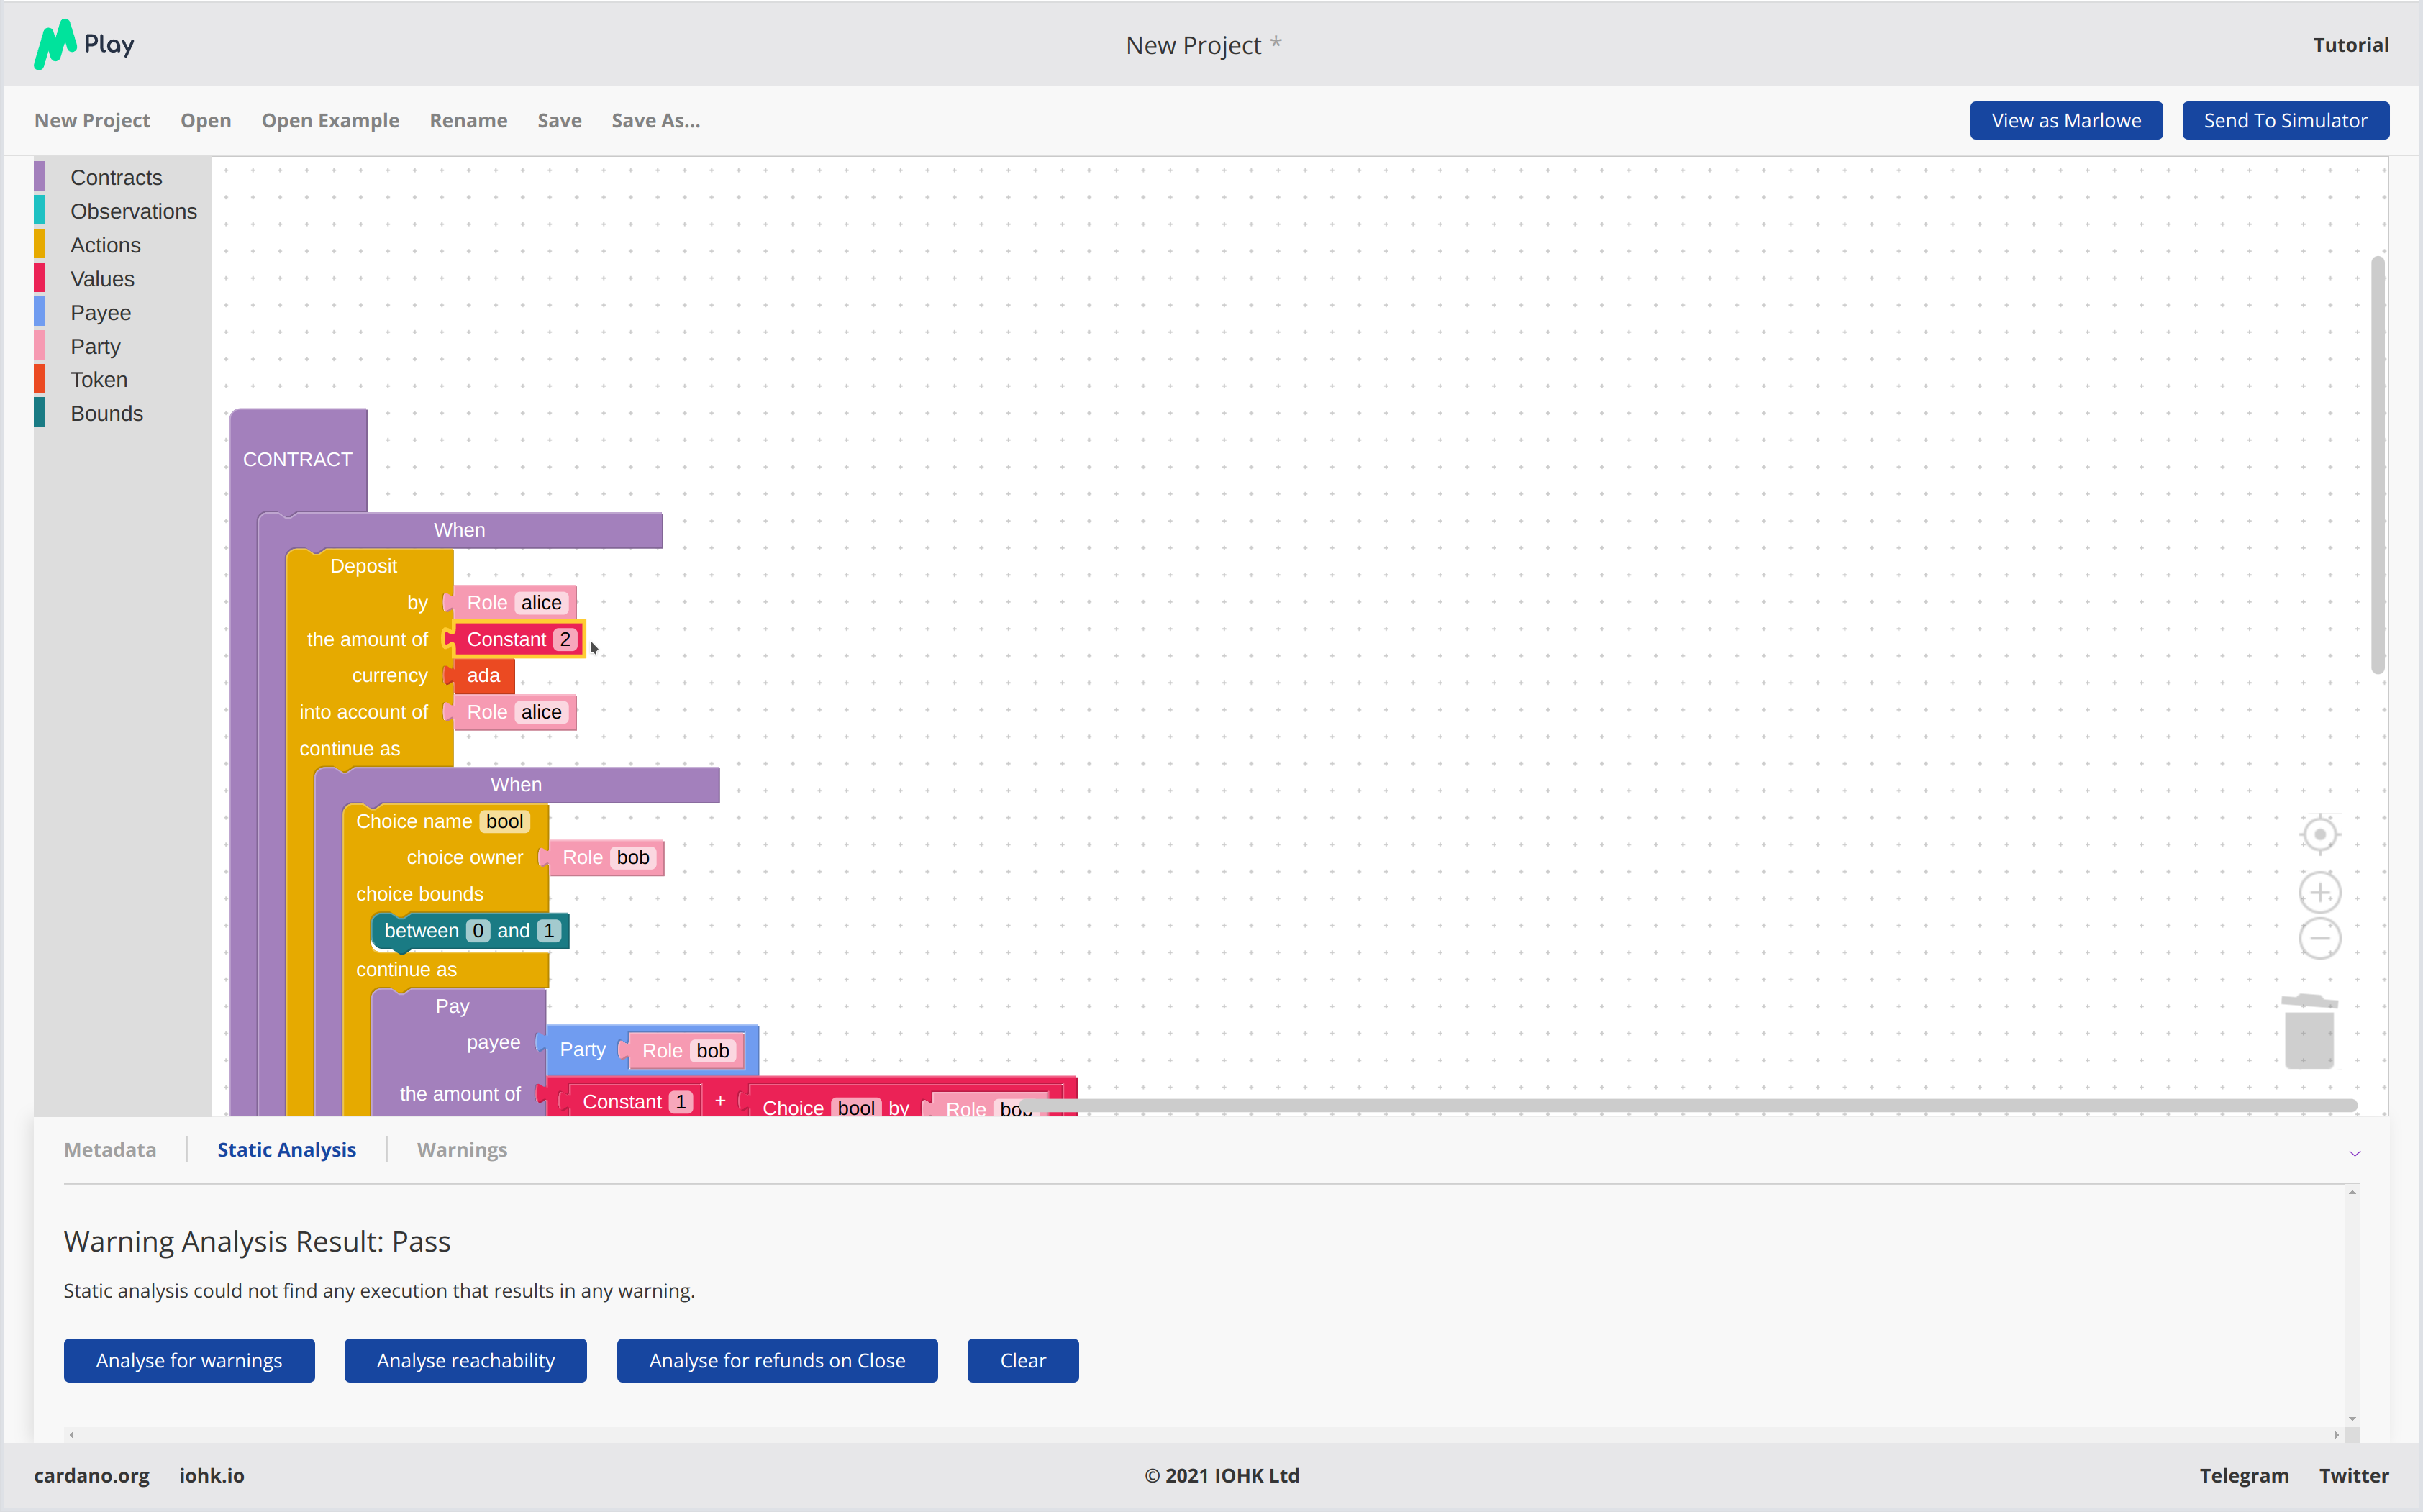 Play
New Project *
Tutorial
New Project Open Open Example Rename Save Save As...
View as Marlowe Send To Simulator
Contracts
Observations
Actions
Values
Payee
Party
Token
Bounds
CONTRACT
When
Deposit
by Role alice
the amount of Constant 2
currency ada
into account of Role alice
continue as
When
Choice name bool
choice owner Role bob
choice bounds
between 0 and 1
continue as
Pay
payee Party Role bob
the amount of Constant 1 + Choice bool by Role bob
Metadata Static Analysis Warnings
Warning Analysis Result: Pass
Static analysis could not find any execution that results in any warning.
Analyse for warnings Analyse reachability Analyse for refunds on Close Clear
cardano.org iohk.io © 2021 IOHK Ltd Telegram Twitter